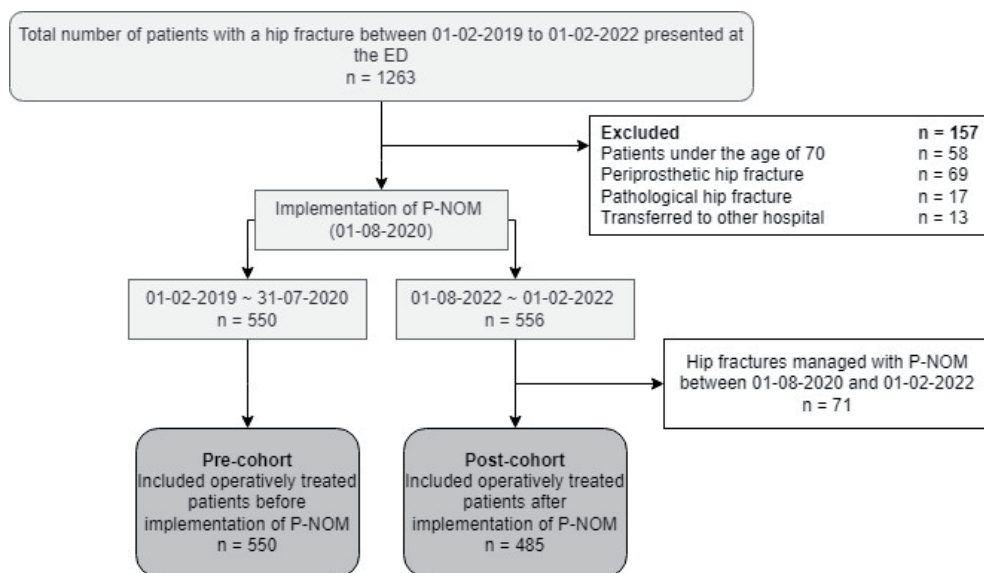 Total number of patients with a hip fracture between 01-02-2019 to 01-02-2022 presented at
the ED
n = 1263
Excluded n = 157
Patients under the age of 70 n = 58
Periprosthetic hip fracture n = 69
Pathological hip fracture n = 17
Transferred to other hospital n = 13
Implementation of P-NOM
(01-08-2020)
01-02-2019 ~ 31-07-2020
n = 550
01-08-2022 ~ 01-02-2022
n = 556
Hip fractures managed with P-NOM
between 01-08-2020 and 01-02-2022
n = 71
Pre-cohort
Included operatively treated
patients before
implementation of P-NOM
n = 550
Post-cohort
Included operatively treated
patients after
implementation of P-NOM
n = 485